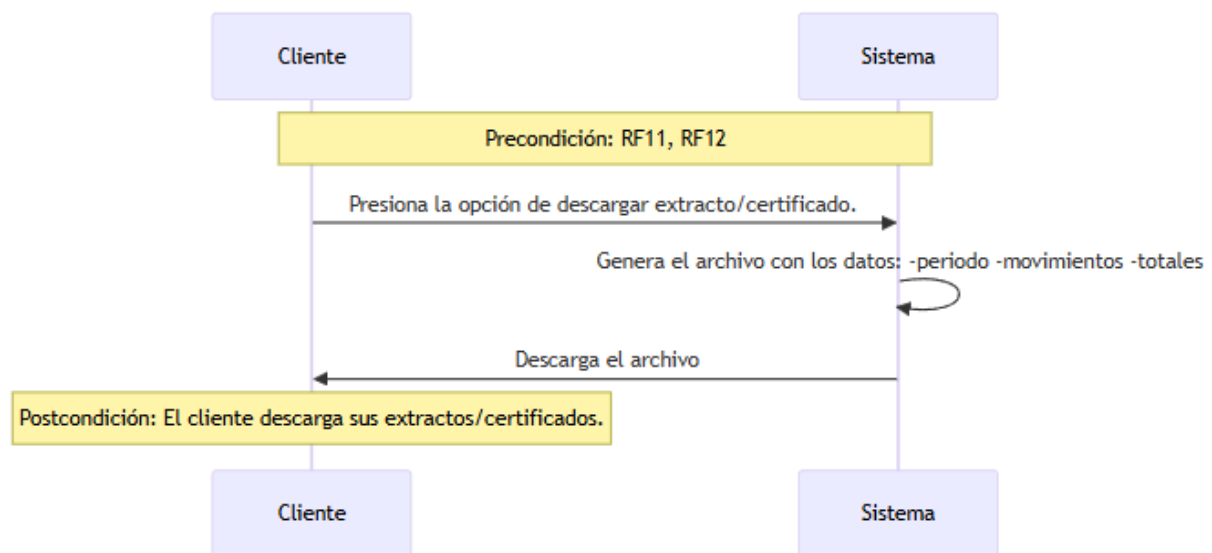 Cliente
Sistema
Precondición: RF11, RF12
Presiona la opción de descargar extracto/certificado.
Genera el archivo con los datos: -periodo -movimientos -totales
Descarga el archivo
Postcondición: El cliente descarga sus extractos/certificados.
Cliente
Sistema